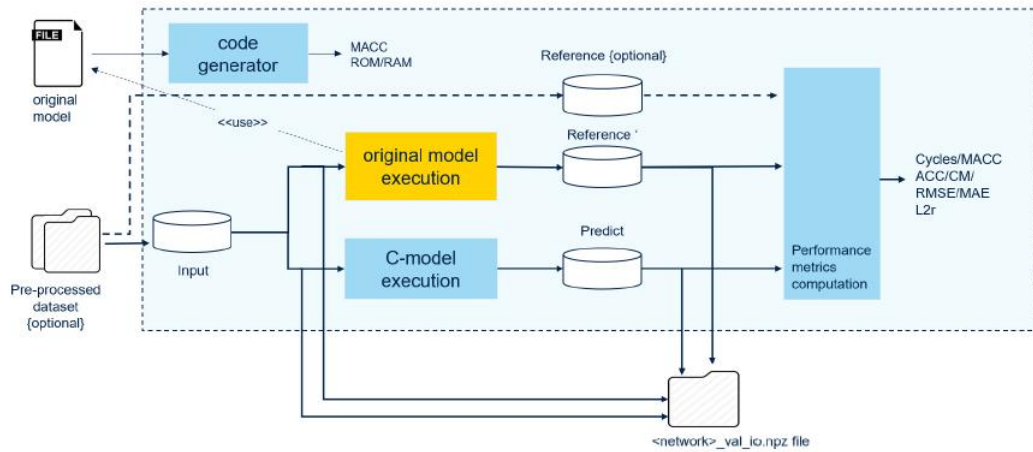 FILE
original
model
code
generator
MACC
ROM/RAM
Reference {optional}
<<use>>
original model
execution
Reference '
Cycles/MACC
ACC/CM/
RMSE/MAE
L2r
Input
C-model
execution
Predict
Performance
metrics
computation
Pre-processed
dataset
{optional}
<network>_val_io.npz file